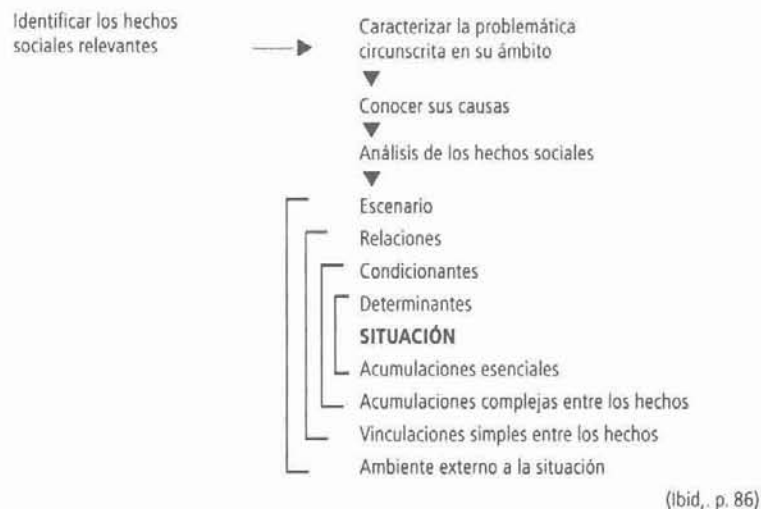 Identificar los hechos
sociales relevantes
Caracterizar la problemática
circunscrita en su ámbito
Conocer sus causas
Análisis de los hechos sociales
Escenario
Relaciones
Condicionantes
Determinantes
SITUACIÓN
Acumulaciones esenciales
Acumulaciones complejas entre los hechos
Vinculaciones simples entre los hechos
Ambiente externo a la situación
(Ibid,. p. 86)